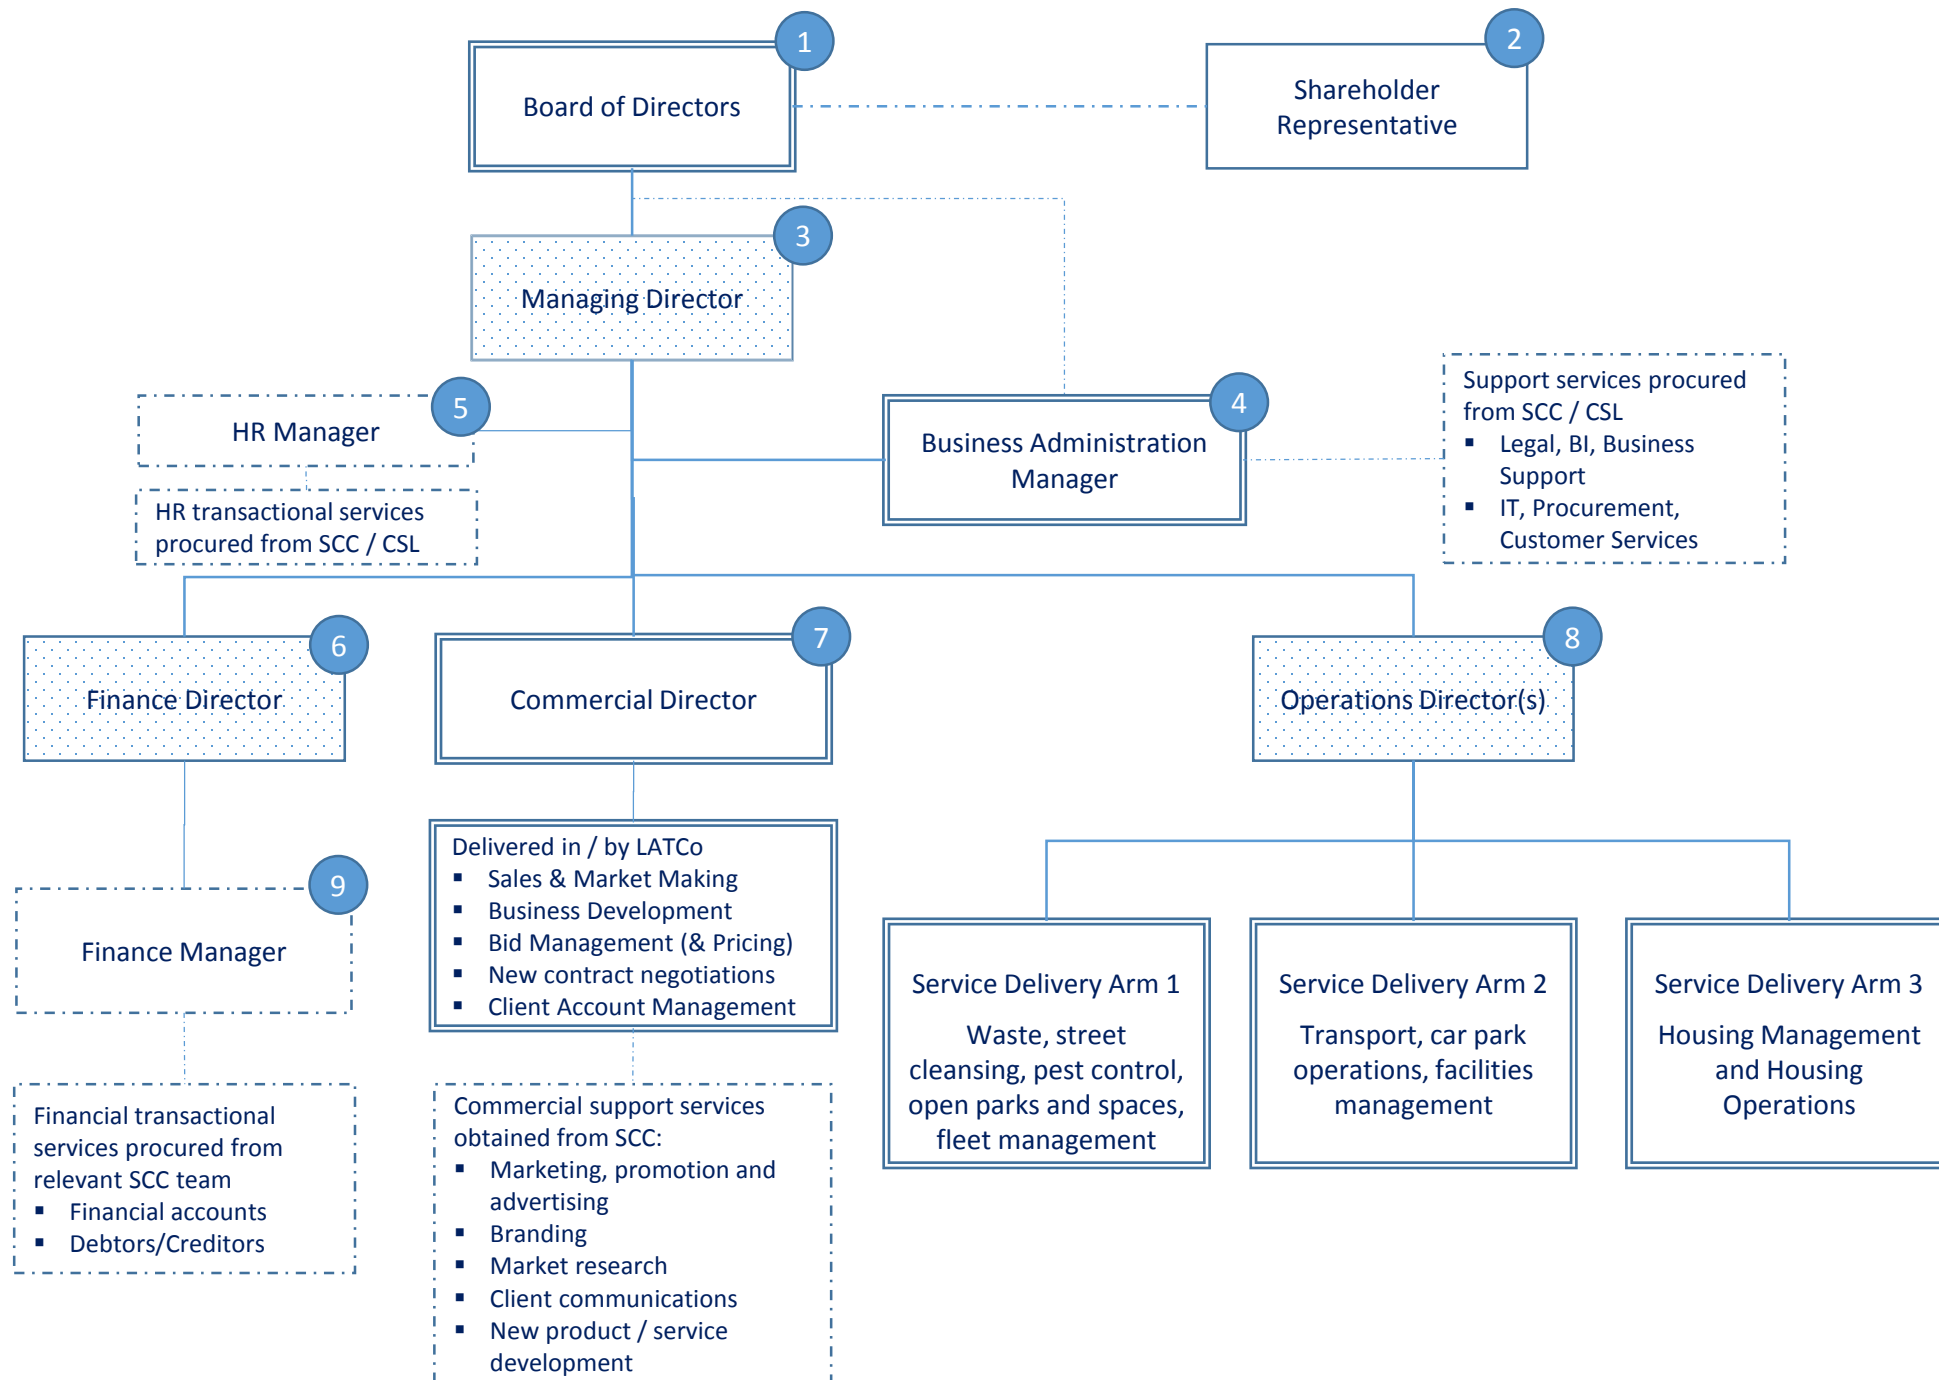 1
Board of Directors
2
Shareholder
Representative
3
Managing Director
5
HR Manager
HR transactional services
procured from SCC / CSL
4
Business Administration
Manager
Support services procured
from SCC / CSL
▪ Legal, BI, Business
Support
▪ IT, Procurement,
Customer Services
6
Finance Director
7
Commercial Director
8
Operations Director(s)
9
Finance Manager
Financial transactional
services procured from
relevant SCC team
▪ Financial accounts
▪ Debtors/Creditors
Delivered in / by LATCo
▪ Sales & Market Making
▪ Business Development
▪ Bid Management (& Pricing)
▪ New contract negotiations
▪ Client Account Management
Commercial support services
obtained from SCC:
▪ Marketing, promotion and
advertising
▪ Branding
▪ Market research
▪ Client communications
▪ New product / service
development
Service Delivery Arm 1
Waste, street
cleansing, pest control,
open parks and spaces,
fleet management
Service Delivery Arm 2
Transport, car park
operations, facilities
management
Service Delivery Arm 3
Housing Management
and Housing
Operations